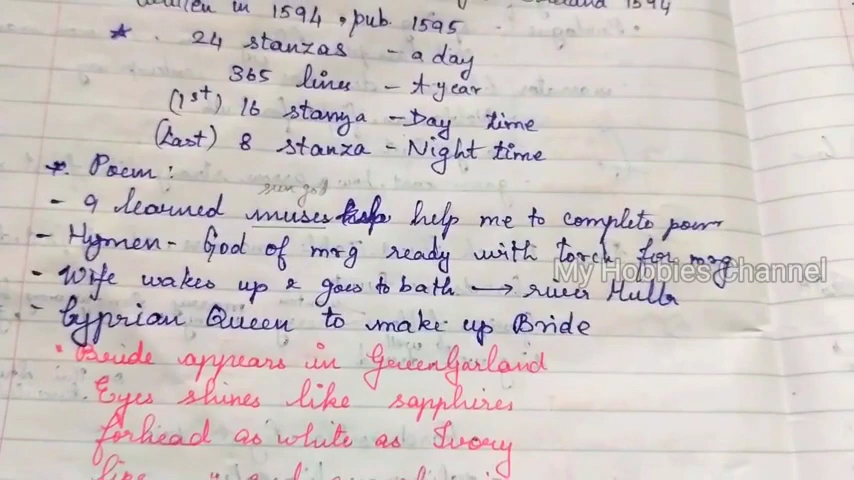 in 1594, pub. 1595
1594
* . 24 stanzas - a day
365 lines - A year
(1st) 16 stanza - Day time
(Last) 8 stanza - Night time
*. Poem :
sun god
- 9 learned muses help me to complete poem
- Hymen - God of mrg ready with torch for mrg
My Hobbies Channel
- Wife wakes up & goes to bath → river Mulla
- Cyprian Queen to make up Bride
• Bride appears in Green Garland
Eyes shines like sapphires
forhead as white as Ivory